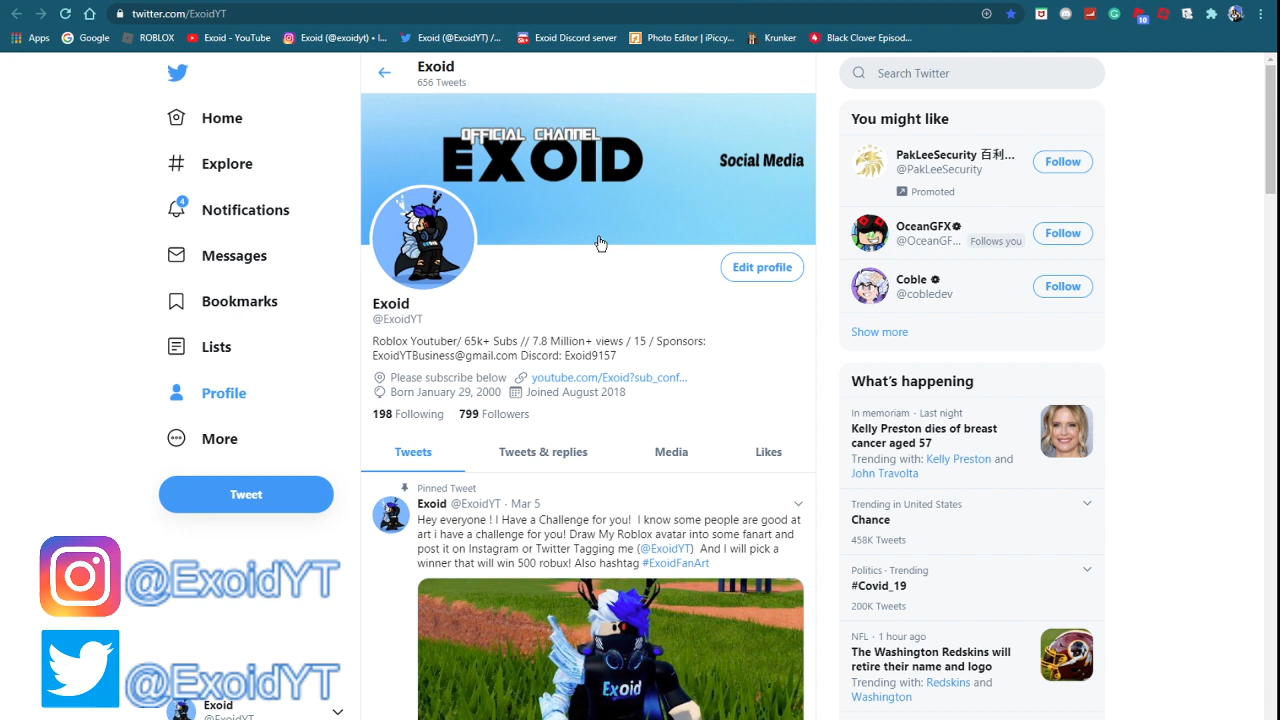 twitter.com/ExoidYT
10
Apps
Google
ROBLOX
Exoid - YouTube
Exoid (@exoidyt) • I...
Exoid (@ExoidYT) /...
Exoid Discord server
Photo Editor | iPiccy...
Krunker
Black Clover Episod...
Home
Explore
4
Notifications
Messages
Bookmarks
Lists
Profile
More
Tweet
@ExoidYT
@ExoidYT
Exoid
@ExoidYT
Exoid
656 Tweets
OFFICIAL CHANNEL
EXOID
Social Media
Edit profile
Exoid
@ExoidYT
Roblox Youtuber/ 65k+ Subs // 7.8 Million+ views / 15 / Sponsors:
ExoidYTBusiness@gmail.com Discord: Exoid9157
Please subscribe below youtube.com/Exoid?sub_conf...
Born January 29, 2000 Joined August 2018
198 Following 799 Followers
Tweets
Tweets & replies
Media
Likes
Pinned Tweet
Exoid @ExoidYT · Mar 5
Hey everyone ! I Have a Challenge for you! I know some people are good at
art i have a challenge for you! Draw My Roblox avatar into some fanart and
post it on Instagram or Twitter Tagging me (@ExoidYT) And I will pick a
winner that will win 500 robux! Also hashtag #ExoidFanArt
Exoid
Search Twitter
You might like
PakLeeSecurity 百利...
@PakLeeSecurity
Promoted
Follow
OceanGFX
@OceanGF... Follows you
Follow
Coble
@cobledev
Follow
Show more
What's happening
In memoriam · Last night
Kelly Preston dies of breast
cancer aged 57
Trending with: Kelly Preston and
John Travolta
Trending in United States
Chance
458K Tweets
Politics · Trending
#Covid_19
200K Tweets
NFL · 1 hour ago
The Washington Redskins will
retire their name and logo
Trending with: Redskins and
Washington